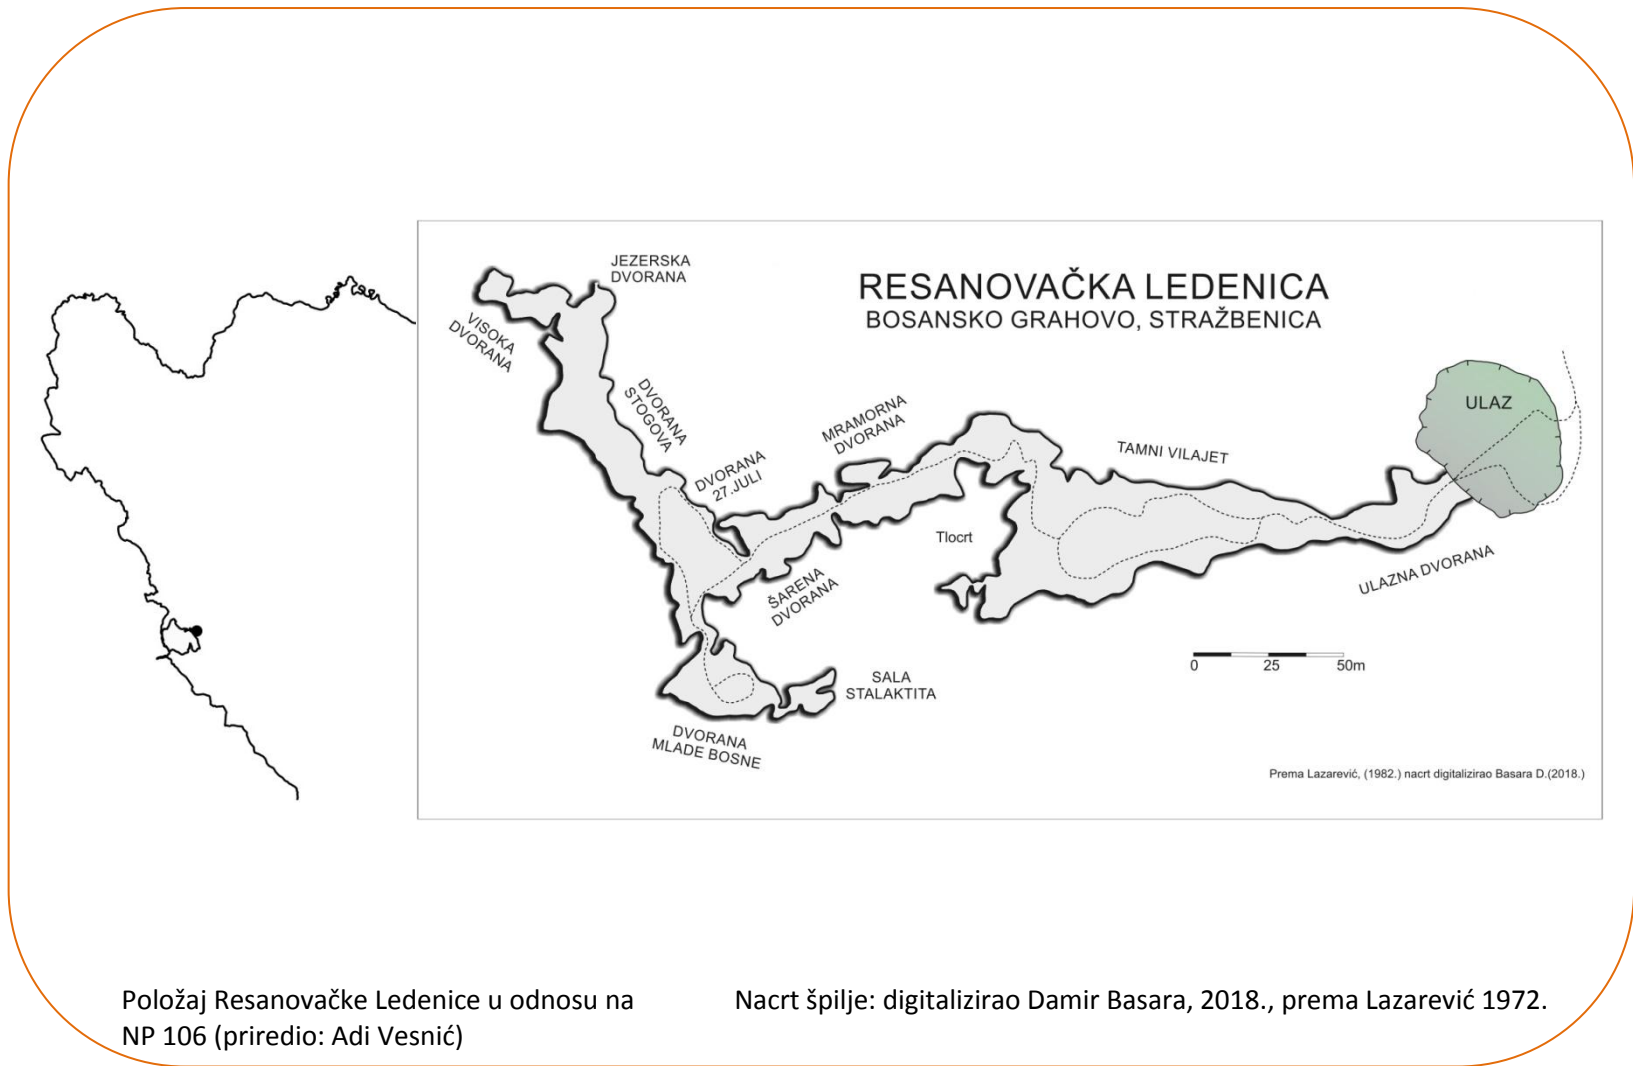 RESANOVAČKA LEDENICA
BOSANSKO GRAHOVO, STRAŽBENICA
JEZERSKA
DVORANA
VISOKA
DVORANA
DVORANA
STOGOVA
DVORANA
27.JULI
MRAMORNA
DVORANA
TAMNI VILAJET
ULAZ
Tlocrt
ŠARENA
DVORANA
ULAZNA DVORANA
SALA
STALAKTITA
DVORANA
MLADE BOSNE
0 25 50m
Prema Lazarević, (1982.) nacrt digitalizirao Basara D.(2018.)
Položaj Resanovačke Ledenice u odnosu na
NP 106 (priredio: Adi Vesnić)
Nacrt špilje: digitalizirao Damir Basara, 2018., prema Lazarević 1972.